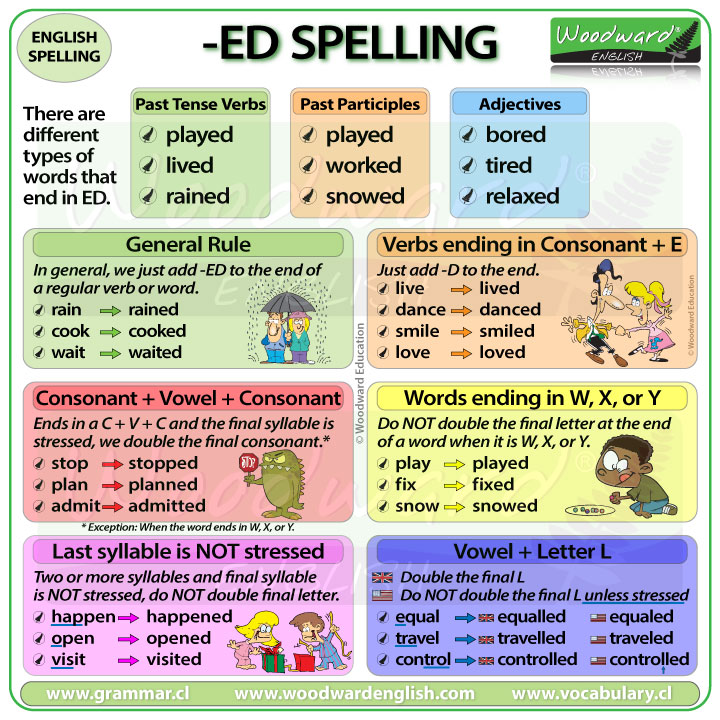 ENGLISH
SPELLING
-ED SPELLING
Woodward®
ENGLISH
There are
different
types of
words that
end in ED.
Past Tense Verbs
played
lived
rained
Past Participles
played
worked
snowed
Adjectives
bored
tired
relaxed
Woodward®
ENGLISH
General Rule
In general, we just add -ED to the end of
a regular verb or word.
rain → rained
cook → cooked
wait → waited
© Woodward Education
Verbs ending in Consonant + E
Just add -D to the end.
live → lived
dance → danced
smile → smiled
love → loved
© Woodward Education
Consonant + Vowel + Consonant
Ends in a C + V + C and the final syllable is
stressed, we double the final consonant.*
stop → stopped
plan → planned
admit → admitted
STOP
* Exception: When the word ends in W, X, or Y.
Words ending in W, X, or Y
Do NOT double the final letter at the end
of a word when it is W, X, or Y.
play → played
fix → fixed
snow → snowed
Woodward
ENGLISH
Last syllable is NOT stressed
Two or more syllables and final syllable
is NOT stressed, do NOT double final letter.
happen → happened
open → opened
visit → visited
Vowel + Letter L
Double the final L
Do NOT double the final L unless stressed
equal → equalled equaled
travel → travelled traveled
control → controlled controlled
www.grammar.cl www.woodwardenglish.com www.vocabulary.cl